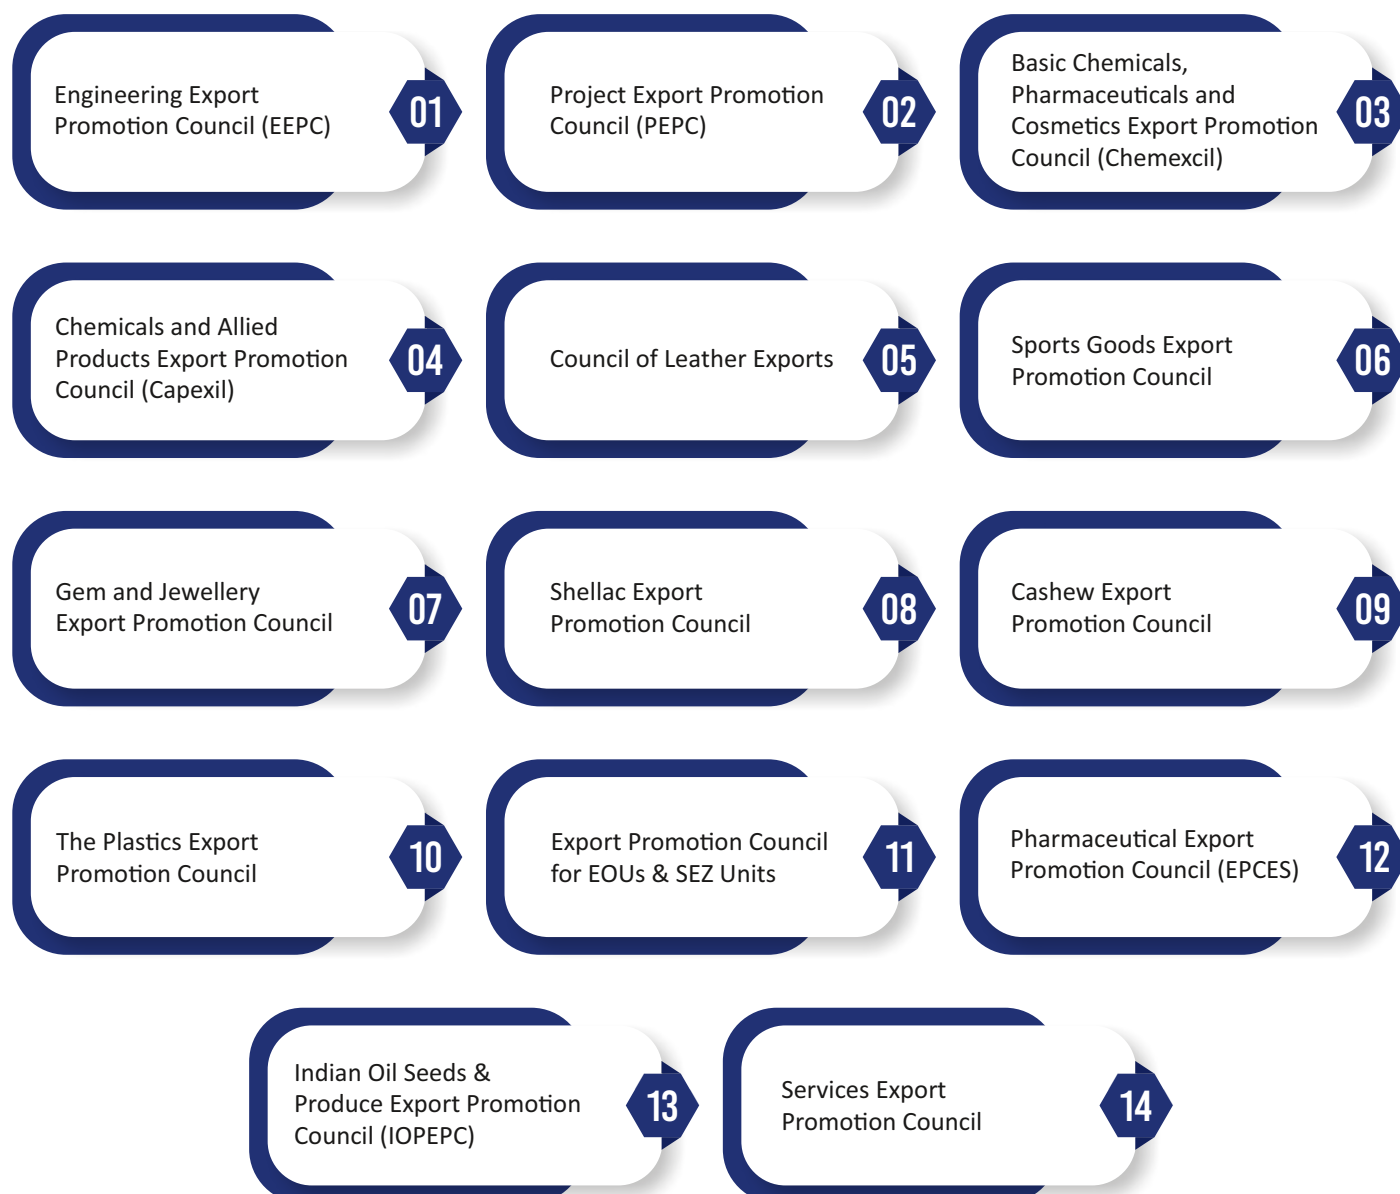 Engineering Export
Promotion Council (EEPC)
01
Project Export Promotion
Council (PEPC)
02
Basic Chemicals,
Pharmaceuticals and
Cosmetics Export Promotion
Council (Chemexcil)
03
Chemicals and Allied
Products Export Promotion
Council (Capexil)
04
Council of Leather Exports
05
Sports Goods Export
Promotion Council
06
Gem and Jewellery
Export Promotion Council
07
Shellac Export
Promotion Council
08
Cashew Export
Promotion Council
09
The Plastics Export
Promotion Council
10
Export Promotion Council
for EOUs & SEZ Units
11
Pharmaceutical Export
Promotion Council (EPCES)
12
Indian Oil Seeds &
Produce Export Promotion
Council (IOPEPC)
13
Services Export
Promotion Council
14